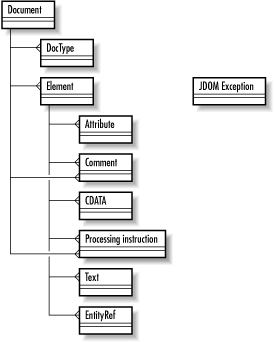 Document
DocType
Element
JDOM Exception
Attribute
Comment
CDATA
Processing instruction
Text
EntityRef